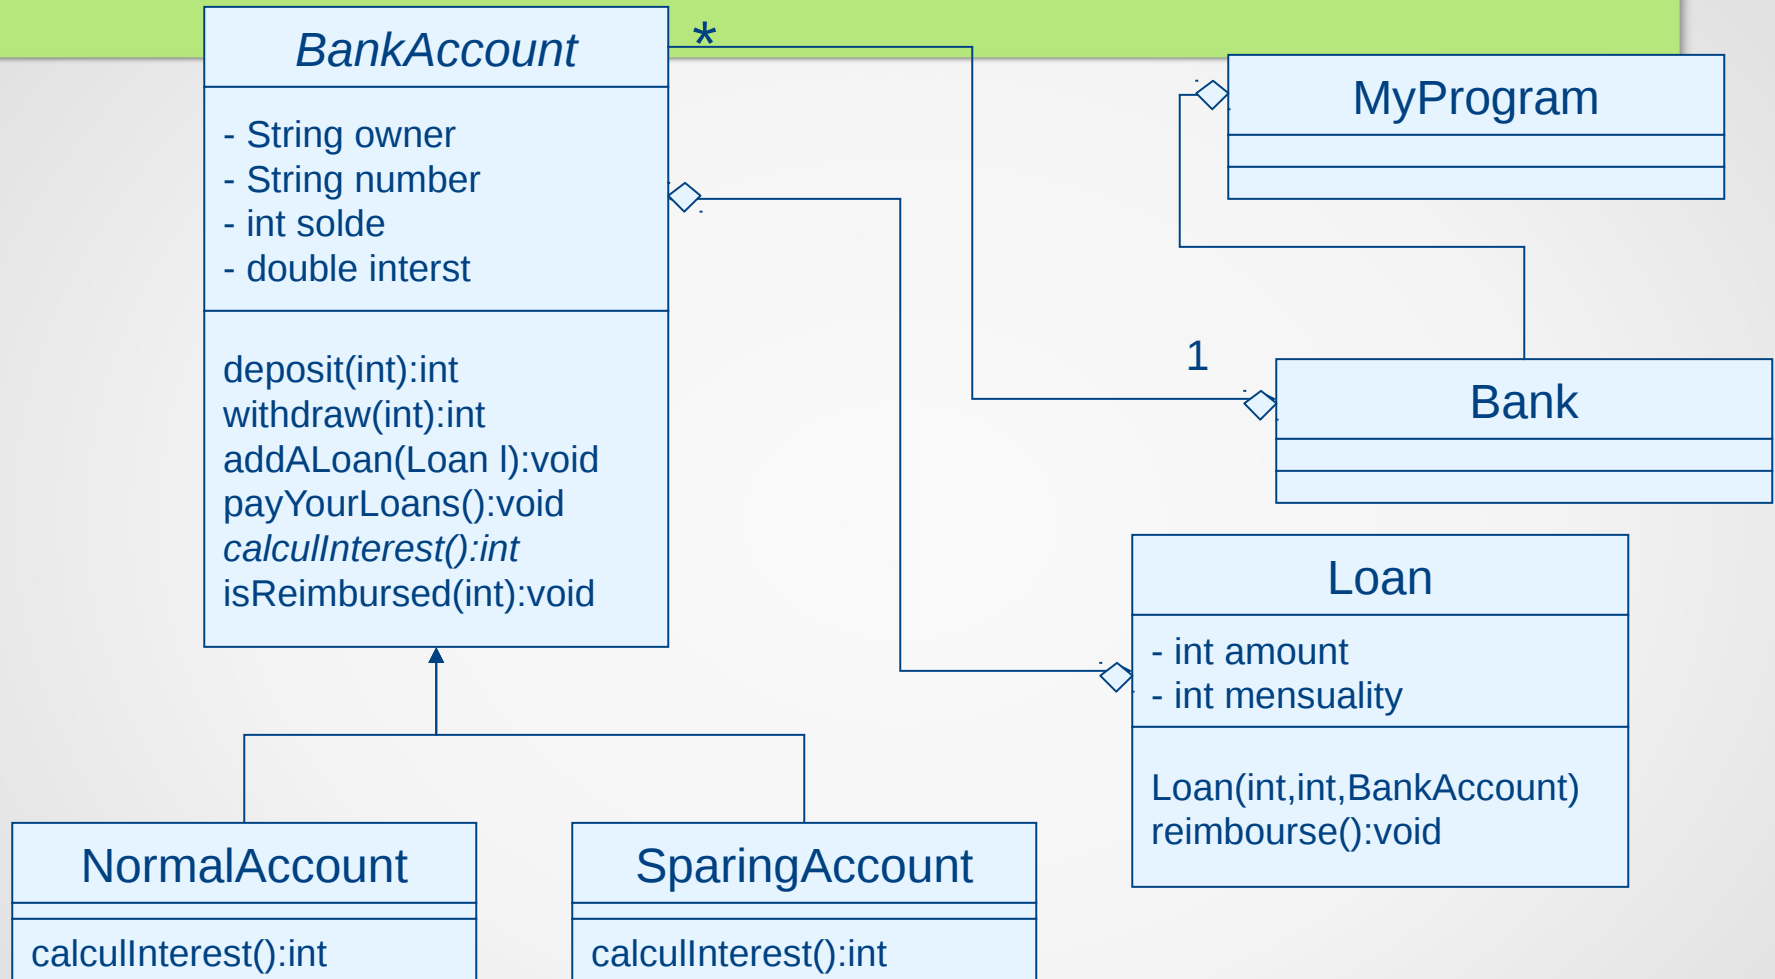 BankAccount
- String owner
- String number
- int solde
- double interst
deposit(int):int
withdraw(int):int
addALoan(Loan l):void
payYourLoans():void
calculInterest():int
isReimbursed(int):void
*
MyProgram
1
Bank
Loan
- int amount
- int mensuality
Loan(int,int,BankAccount)
reimbourse():void
NormalAccount
calculInterest():int
SparingAccount
calculInterest():int